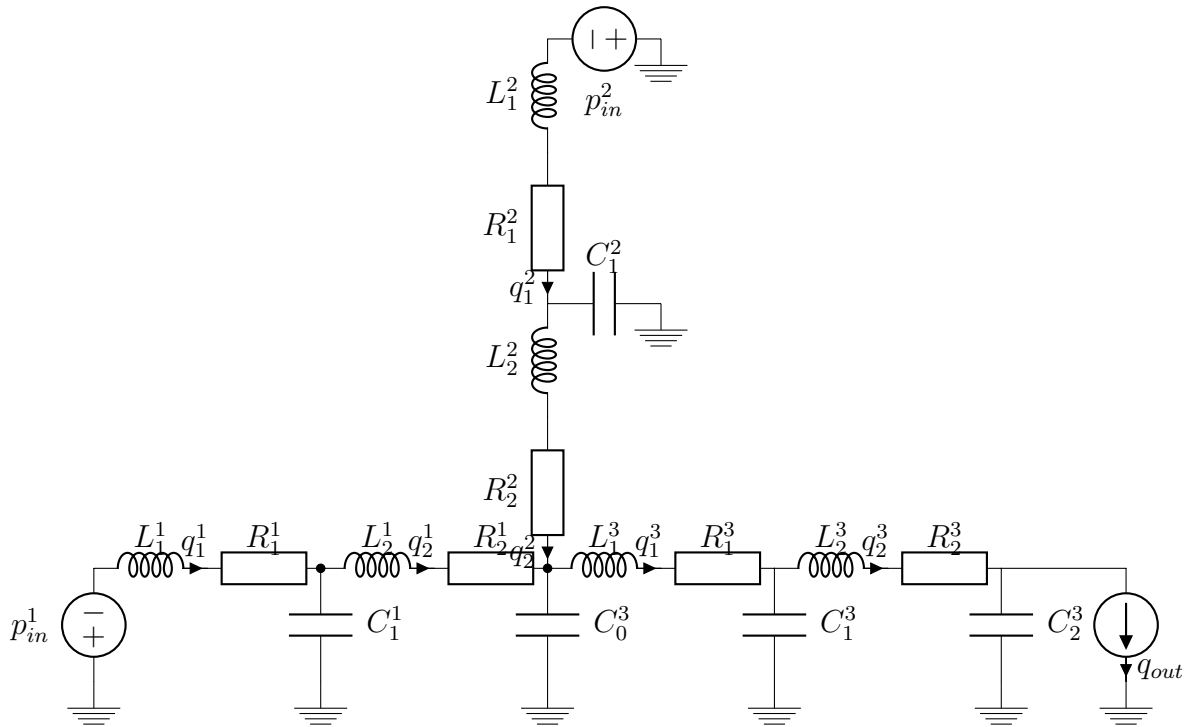 L_1^2
p_{in}^2
R_1^2
C_1^2
q_1^2
L_2^2
R_2^2
L_1^1 q_1^1 R_1^1 L_2^1 q_2^1 R_2^1 q_2^2 L_1^3 q_1^3 R_1^3 L_2^3 q_2^3 R_2^3
p_{in}^1 C_1^1 C_0^3 C_1^3 C_2^3
q_{out}